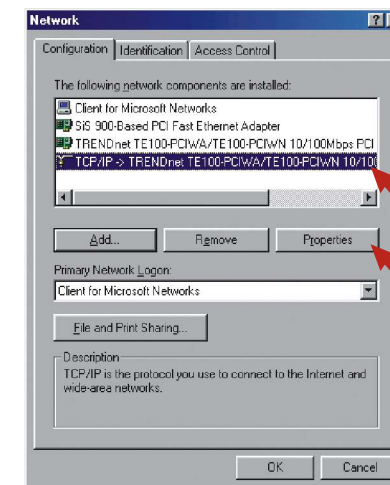 Network ?
Configuration Identification Access Control
The following network components are installed:
Client for Microsoft Networks
SiS 900-Based PCI Fast Ethernet Adapter
TRENDnet TE100-PCIWA/TE100-PCIWN 10/100Mbps PCI
TCP/IP -> TRENDnet TE100-PCIWA/TE100-PCIWN 10/100
Add... Remove Properties
Primary Network Logon:
Client for Microsoft Networks
File and Print Sharing...
Description
TCP/IP is the protocol you use to connect to the Internet and
wide-area networks.
OK Cancel